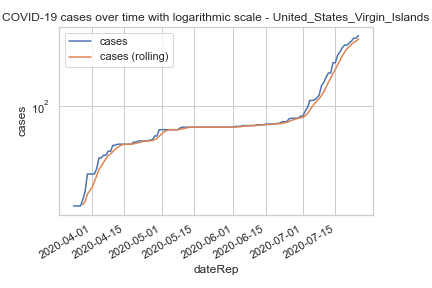 COVID-19 cases over time with logarithmic scale - United_States_Virgin_Islands
cases
cases (rolling)
cases
10^2
2020-04-01
2020-04-15
2020-05-01
2020-05-15
2020-06-01
2020-06-15
2020-07-01
2020-07-15
dateRep